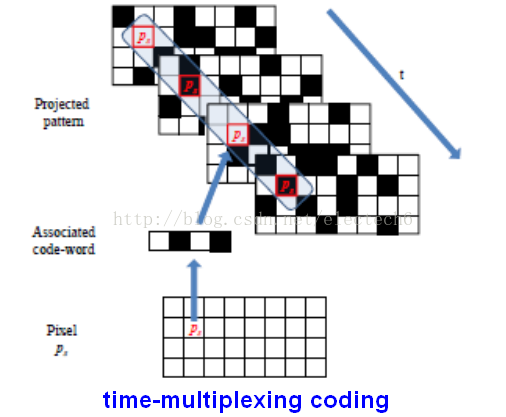 p_s
p_s
t
Projected
pattern
p_s
p_s
http://blog.csdn.net/electech6
Associated
code-word
Pixel
p_s
p_s
time-multiplexing coding